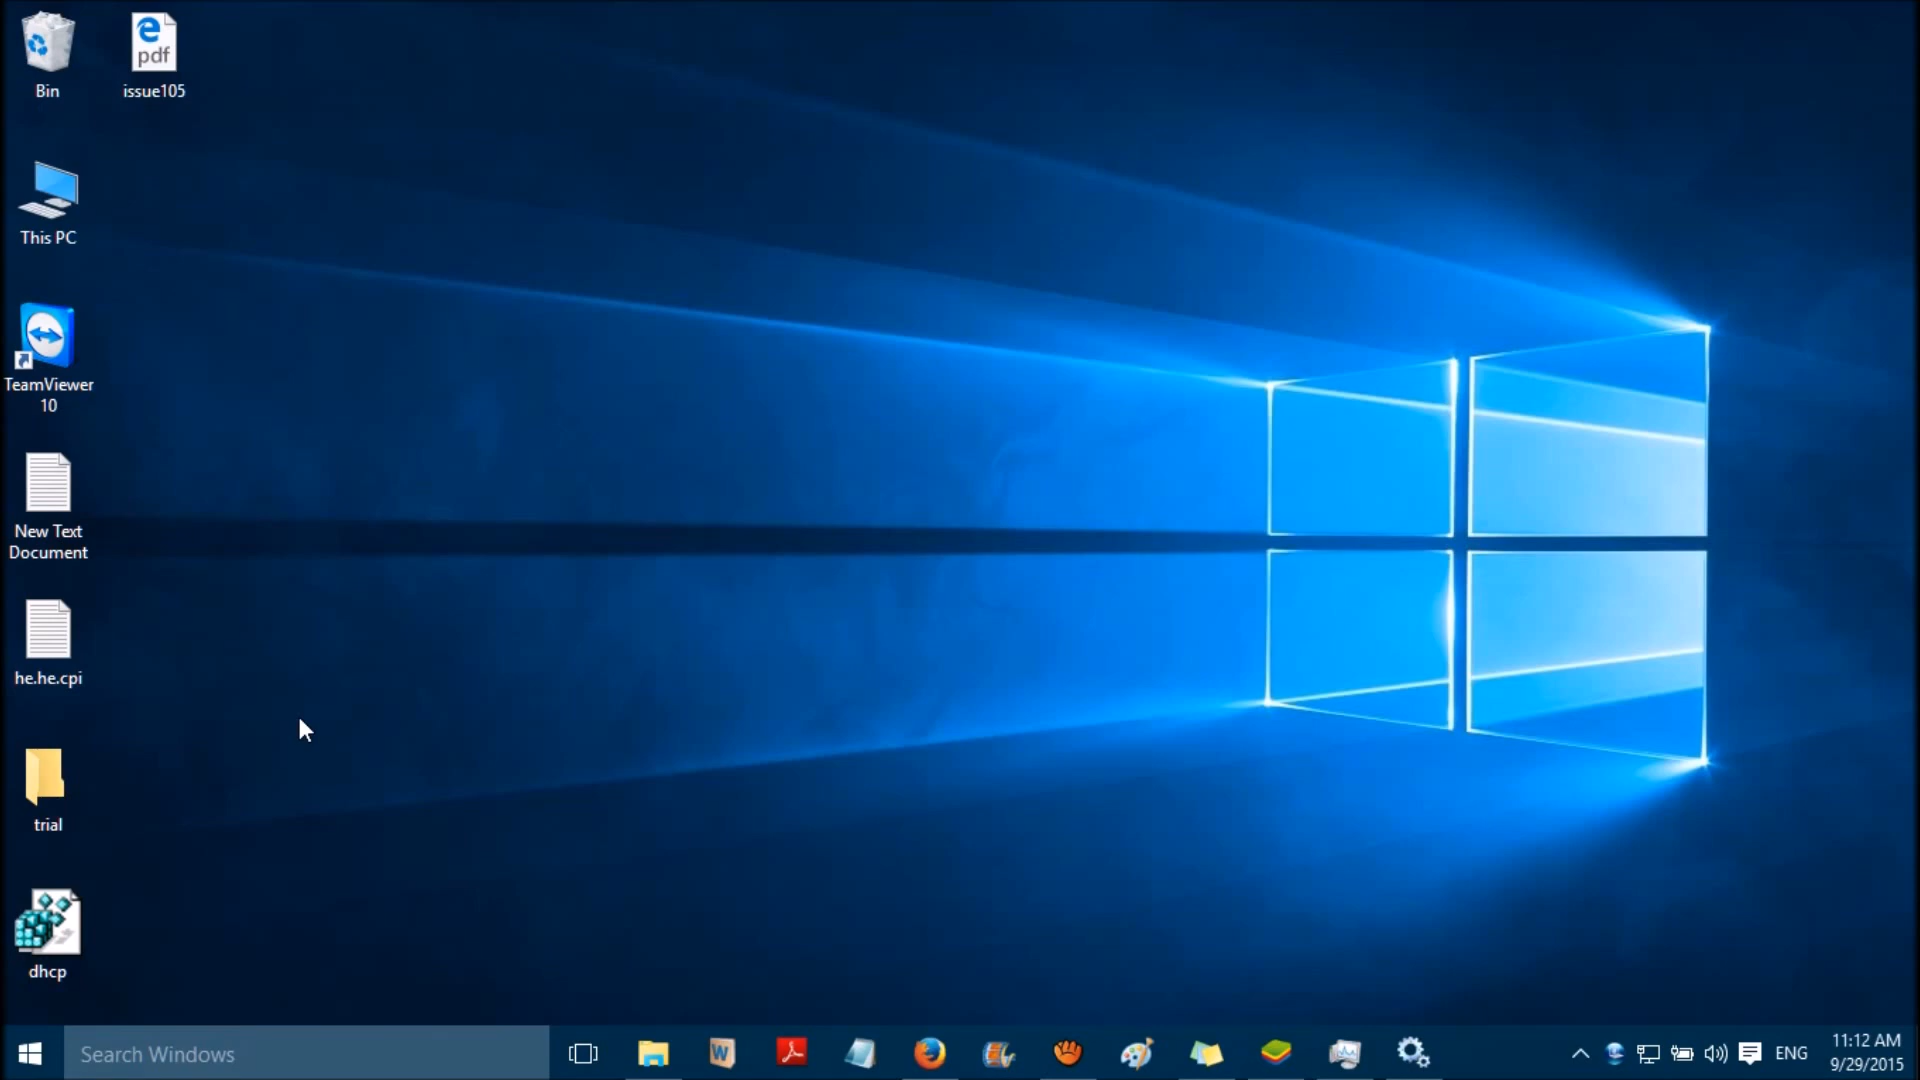 Bin
pdf
issue105
This PC
TeamViewer
10
New Text
Document
he.he.cpi
trial
dhcp
Search Windows
W
ENG
11:12 AM
9/29/2015